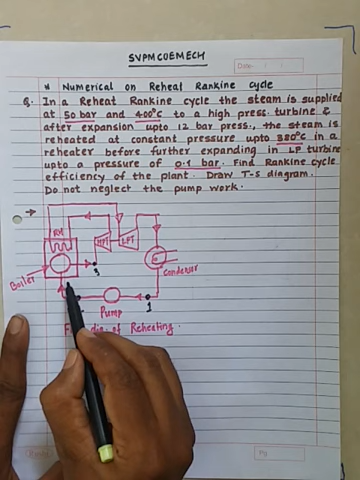 SVPMCOEMECH
Date :
* Numerical on Reheal Rankine Cycle
Q. In a Reheat Rankine cycle the steam is supplied
at 50 bar and 400°c to a high press. turbine &
after expansion upto 12 bar press., the steam is
reheated at constant pressure upto 380°c in a
reheater before further expanding in LP turbine
upto a pressure of 0.1 bar. Find Rankine cycle
efficiency of the plant. Draw T-S diagram.
Do not neglect the pump work.
RH
HPT LPT
3
Condensor
Boiler
Pump 1
dia. of Reheating.
Pg